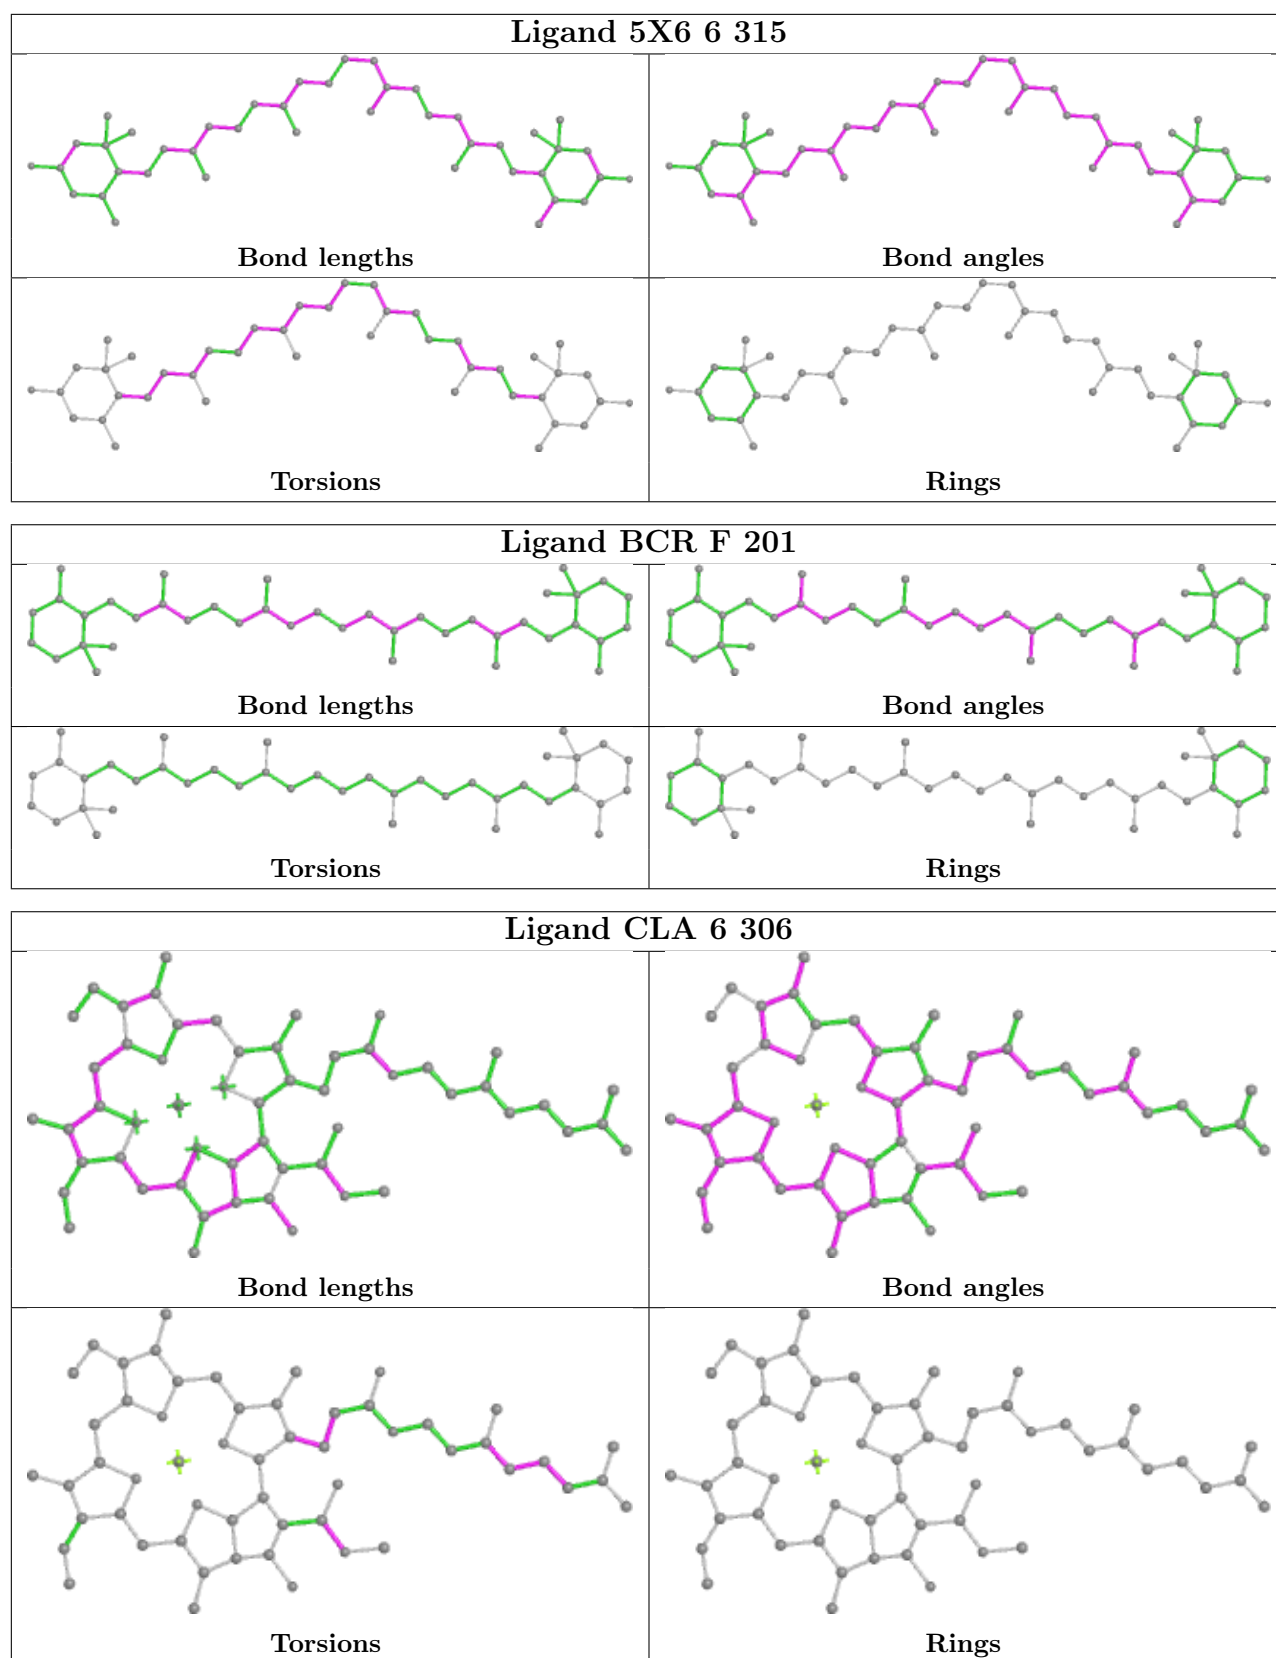 Ligand 5X6 6 315
Bond lengths
Bond angles
Torsions
Rings
Ligand BCR F 201
Bond lengths
Bond angles
Torsions
Rings
Ligand CLA 6 306
Bond lengths
Bond angles
Torsions
Rings